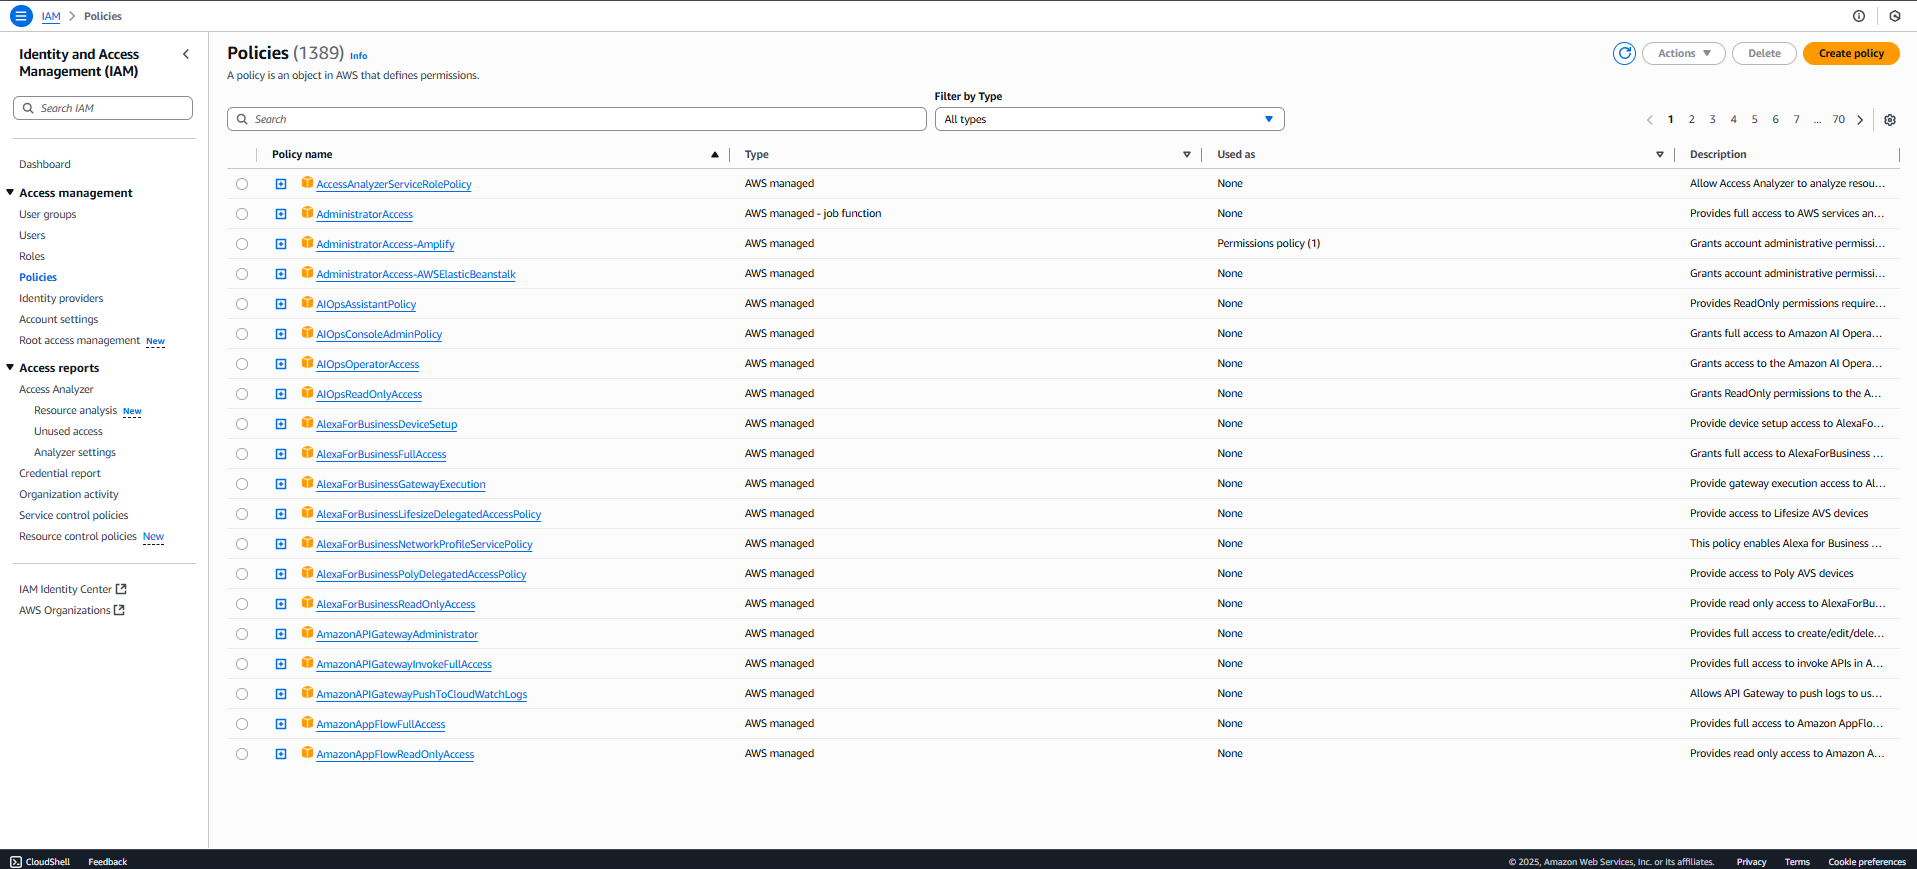 IAM > Policies
Identity and Access Management (IAM)
Search IAM
Dashboard
Access management
User groups
Users
Roles
Policies
Identity providers
Account settings
Root access management New
Access reports
Access Analyzer
Resource analysis New
Unused access
Analyzer settings
Credential report
Organization activity
Service control policies
Resource control policies New
IAM Identity Center
AWS Organizations
Policies (1389) Info
A policy is an object in AWS that defines permissions.
Actions
Delete
Create policy
Filter by Type
Search
All types
1 2 3 4 5 6 7 ... 70
Policy name Type Used as Description
AccessAnalyzerServiceRolePolicy AWS managed None Allow Access Analyzer to analyze resou...
AdministratorAccess AWS managed - job function None Provides full access to AWS services an...
AdministratorAccess-Amplify AWS managed Permissions policy (1) Grants account administrative permissi...
AdministratorAccess-AWSElasticBeanstalk AWS managed None Grants account administrative permissi...
AIOpsAssistantPolicy AWS managed None Provides ReadOnly permissions require...
AIOpsConsoleAdminPolicy AWS managed None Grants full access to Amazon AI Opera...
AIOpsOperatorAccess AWS managed None Grants access to the Amazon AI Opera...
AIOpsReadOnlyAccess AWS managed None Grants ReadOnly permissions to the A...
AlexaForBusinessDeviceSetup AWS managed None Provide device setup access to AlexaFo...
AlexaForBusinessFullAccess AWS managed None Grants full access to AlexaForBusiness ...
AlexaForBusinessGatewayExecution AWS managed None Provide gateway execution access to Al...
AlexaForBusinessLifesizeDelegatedAccessPolicy AWS managed None Provide access to Lifesize AVS devices
AlexaForBusinessNetworkProfileServicePolicy AWS managed None This policy enables Alexa for Business ...
AlexaForBusinessPolyDelegatedAccessPolicy AWS managed None Provide access to Poly AVS devices
AlexaForBusinessReadOnlyAccess AWS managed None Provide read only access to AlexaForBu...
AmazonAPIGatewayAdministrator AWS managed None Provides full access to create/edit/dele...
AmazonAPIGatewayInvokeFullAccess AWS managed None Provides full access to invoke APIs in A...
AmazonAPIGatewayPushToCloudWatchLogs AWS managed None Allows API Gateway to push logs to us...
AmazonAppFlowFullAccess AWS managed None Provides full access to Amazon AppFlo...
AmazonAppFlowReadOnlyAccess AWS managed None Provides read only access to Amazon A...
CloudShell Feedback © 2025, Amazon Web Services, Inc. or its affiliates. Privacy Terms Cookie preferences